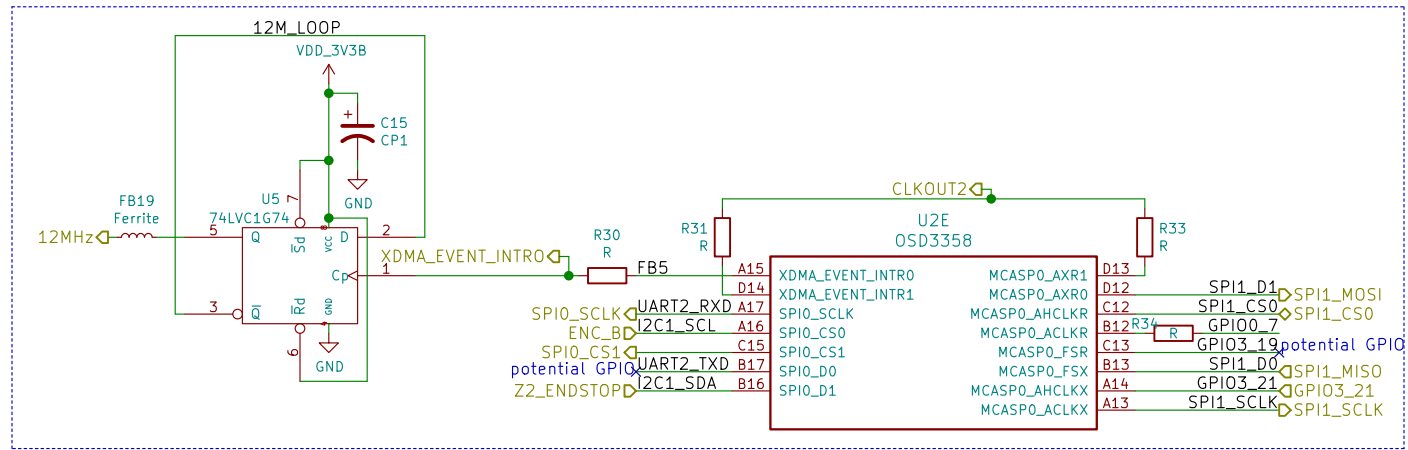 12M_LOOP
VDD_3V3B
+
C15
CP1
GND
FB19
Ferrite
12MHz
U5
74LVC1G74
7
5
Q
Sd
VCC
8
D
2
XDMA_EVENT_INTR0
Cp
1
3
Q|
Rd
GND
4
6
GND
R30
R
FB5
CLKOUT2
R31
R
U2E
OSD3358
R33
R
A15
XDMA_EVENT_INTR0
MCASP0_AXR1
D13
D14
XDMA_EVENT_INTR1
MCASP0_AXR0
D12
SPI1_D1
SPI1_MOSI
SPI0_SCLK
UART2_RXD
A17
SPI0_SCLK
MCASP0_AHCLKR
C12
SPI1_CS0
SPI1_CS0
ENC_B
I2C1_SCL
A16
SPI0_CS0
MCASP0_ACLKR
B12
R34
R
GPIO0_7
SPI0_CS1
C15
SPI0_CS1
MCASP0_FSR
C13
GPIO3_19
potential GPIO
potential GPIO
UART2_TXD
B17
SPI0_D0
MCASP0_FSX
B13
SPI1_D0
SPI1_MISO
Z2_ENDSTOP
I2C1_SDA
B16
SPI0_D1
MCASP0_AHCLKX
A14
GPIO3_21
GPIO3_21
MCASP0_ACLKX
A13
SPI1_SCLK
SPI1_SCLK